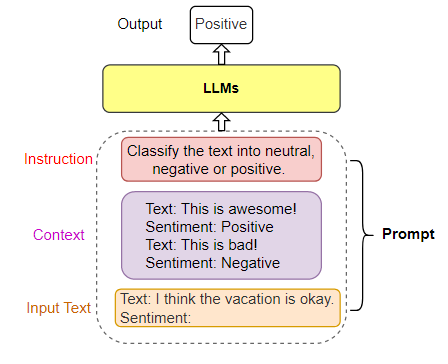 Output
Positive
LLMs
Instruction
Classify the text into neutral,
negative or positive.
Context
Text: This is awesome!
Sentiment: Positive
Text: This is bad!
Sentiment: Negative
Prompt
Input Text
Text: I think the vacation is okay.
Sentiment: